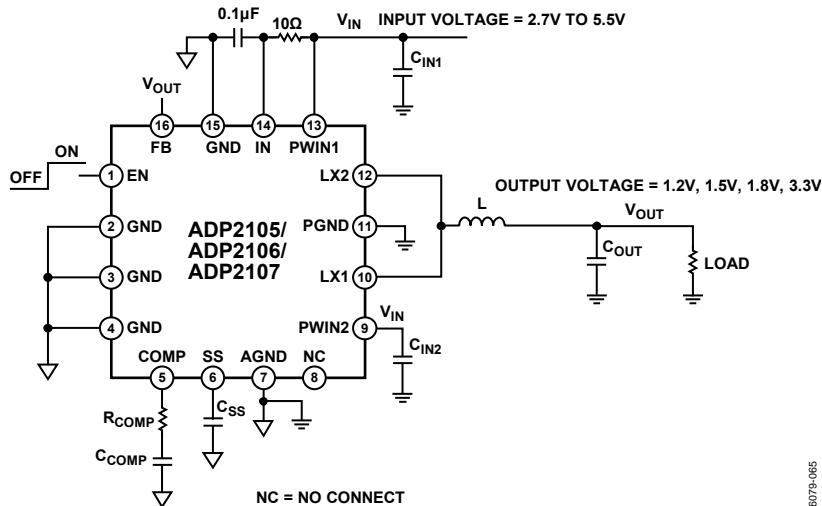 0.1µF
10Ω
VIN
INPUT VOLTAGE = 2.7V TO 5.5V
CIN1
VOUT
16
15
14
13
FB
GND
IN
PWIN1
ON
OFF
1
EN
LX2
12
OUTPUT VOLTAGE = 1.2V, 1.5V, 1.8V, 3.3V
L
VOUT
2
GND
ADP2105/
ADP2106/
ADP2107
PGND
11
COUT
LOAD
3
GND
LX1
10
VIN
4
GND
PWIN2
9
CIN2
COMP
SS
AGND
NC
5
6
7
8
RCOMP
CSS
CCOMP
NC = NO CONNECT
6079-065